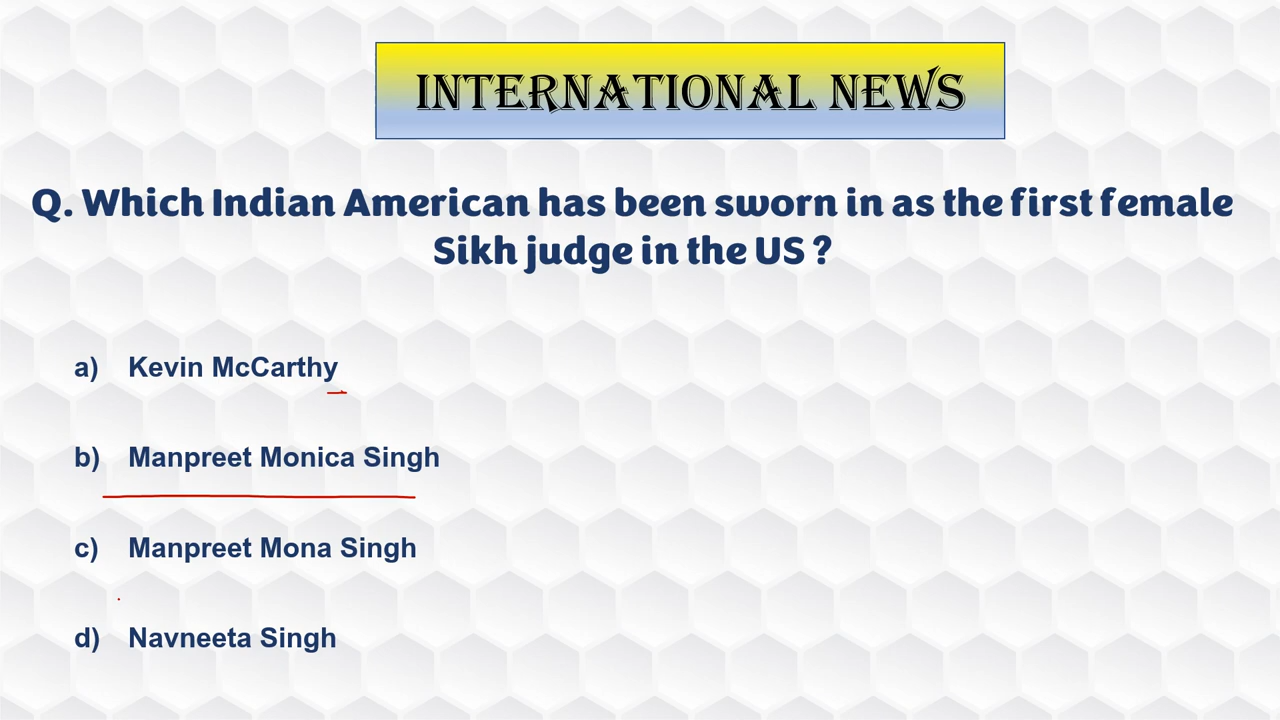 INTERNATIONAL NEWS
Q. Which Indian American has been sworn in as the first female
Sikh judge in the US ?
a) Kevin McCarthy
b) Manpreet Monica Singh
c) Manpreet Mona Singh
d) Navneeta Singh